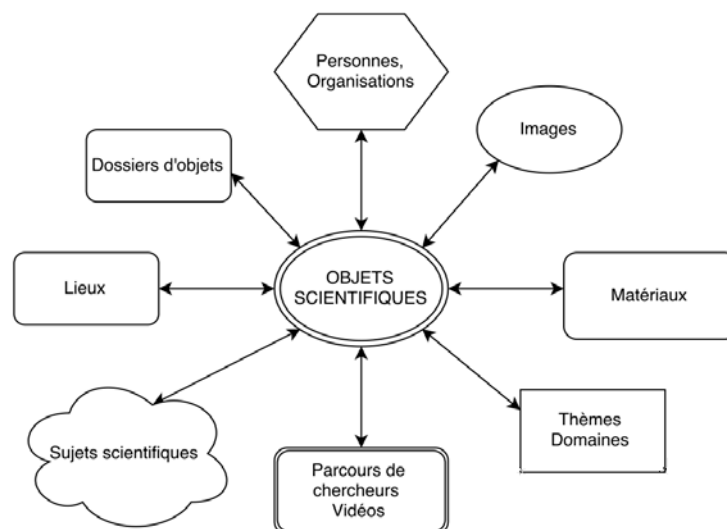 Personnes,
Organisations
Images
Dossiers d'objets
Lieux
OBJETS
SCIENTIFIQUES
Matériaux
Sujets scientifiques
Parcours de
chercheurs
Vidéos
Thèmes
Domaines